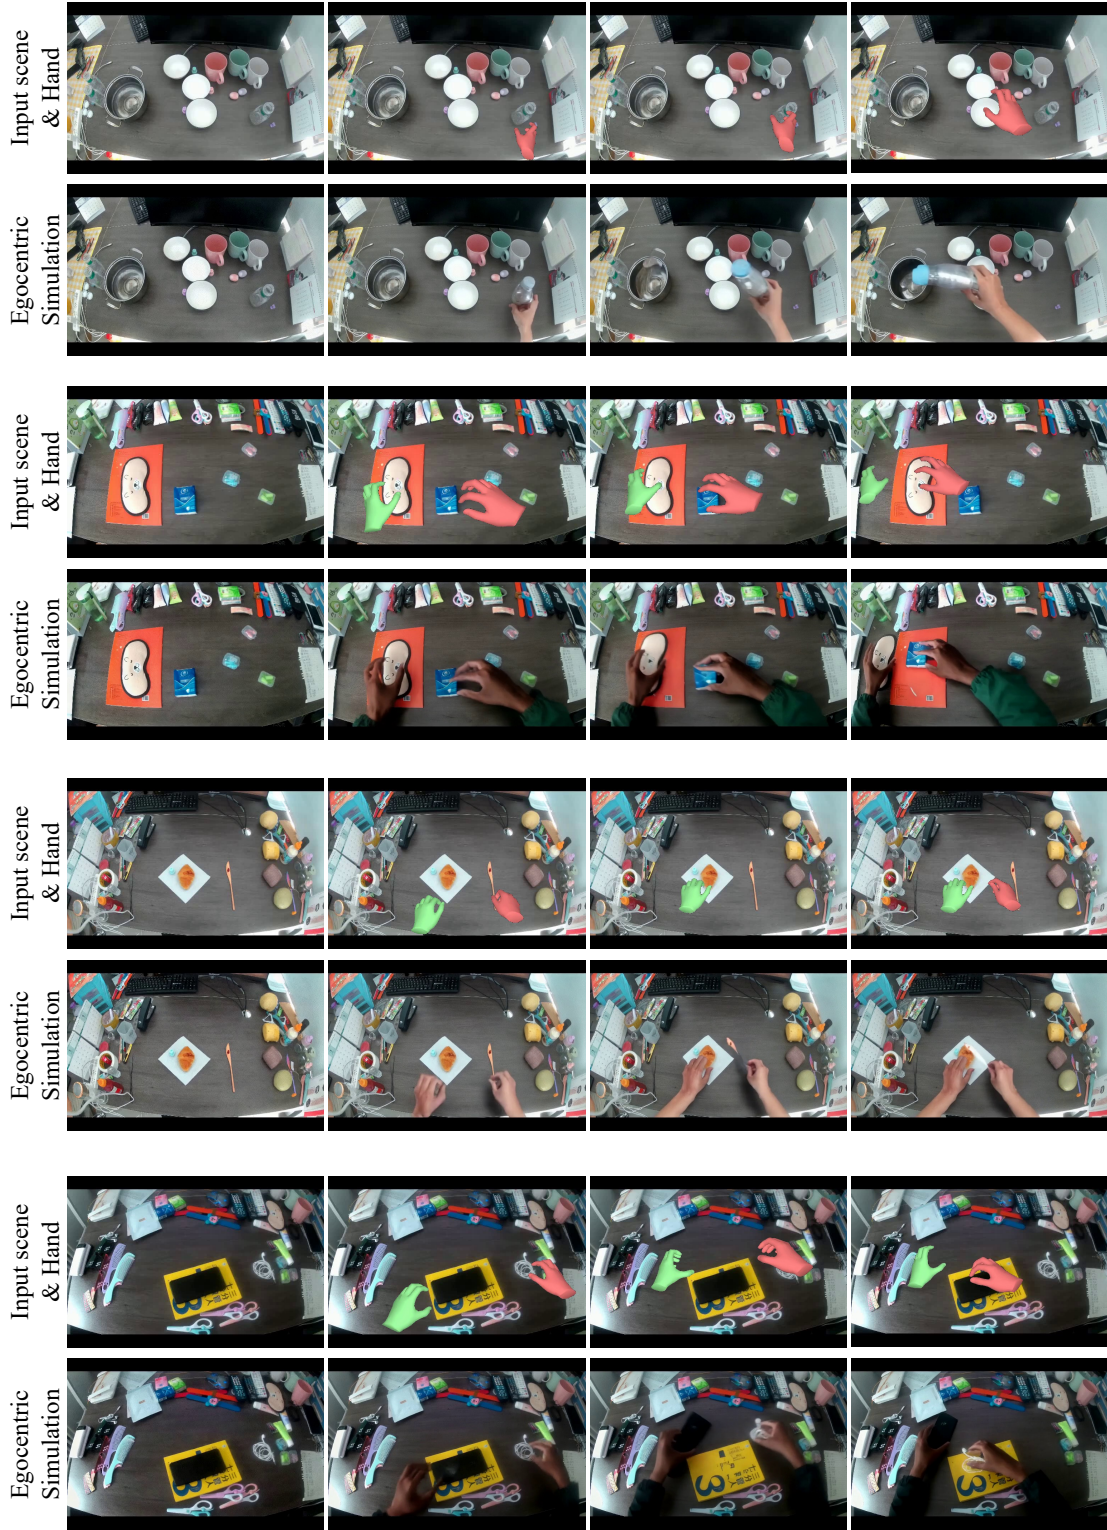 Input scene
& Hand
Egocentric
Simulation
Input scene
& Hand
Egocentric
Simulation
Input scene
& Hand
Egocentric
Simulation
Input scene
& Hand
Egocentric
Simulation